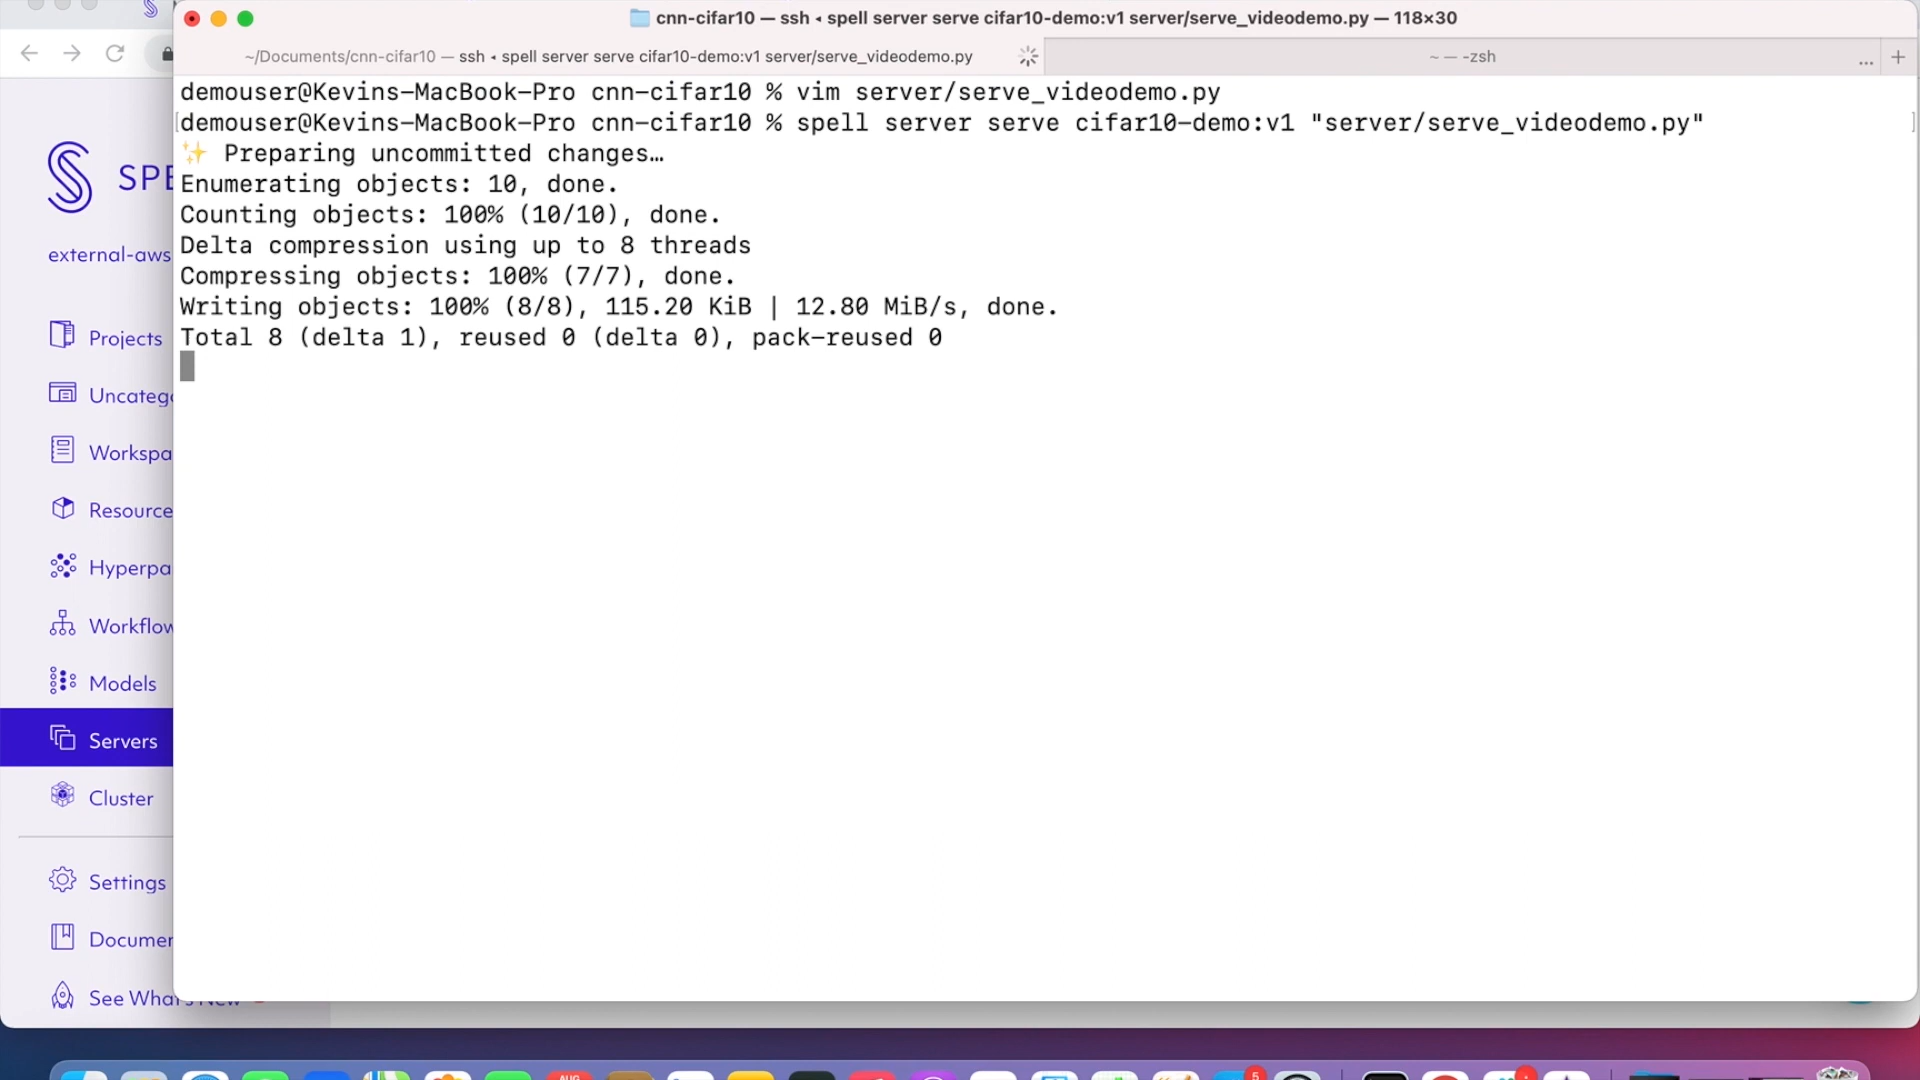 cnn-cifar10 — ssh ◂ spell server serve cifar10-demo:v1 server/serve_videodemo.py — 118×30
~/Documents/cnn-cifar10 — ssh ◂ spell server serve cifar10-demo:v1 server/serve_videodemo.py
~ — -zsh
... +
demouser@Kevins-MacBook-Pro cnn-cifar10 % vim server/serve_videodemo.py
demouser@Kevins-MacBook-Pro cnn-cifar10 % spell server serve cifar10-demo:v1 "server/serve_videodemo.py"
✨ Preparing uncommitted changes…
Enumerating objects: 10, done.
Counting objects: 100% (10/10), done.
Delta compression using up to 8 threads
Compressing objects: 100% (7/7), done.
Writing objects: 100% (8/8), 115.20 KiB | 12.80 MiB/s, done.
Total 8 (delta 1), reused 0 (delta 0), pack-reused 0
SPE
external-aws
Projects
Uncatego
Workspa
Resource
Hyperpa
Workflow
Models
Servers
Cluster
Settings
Documen
See What's New
AUG
5